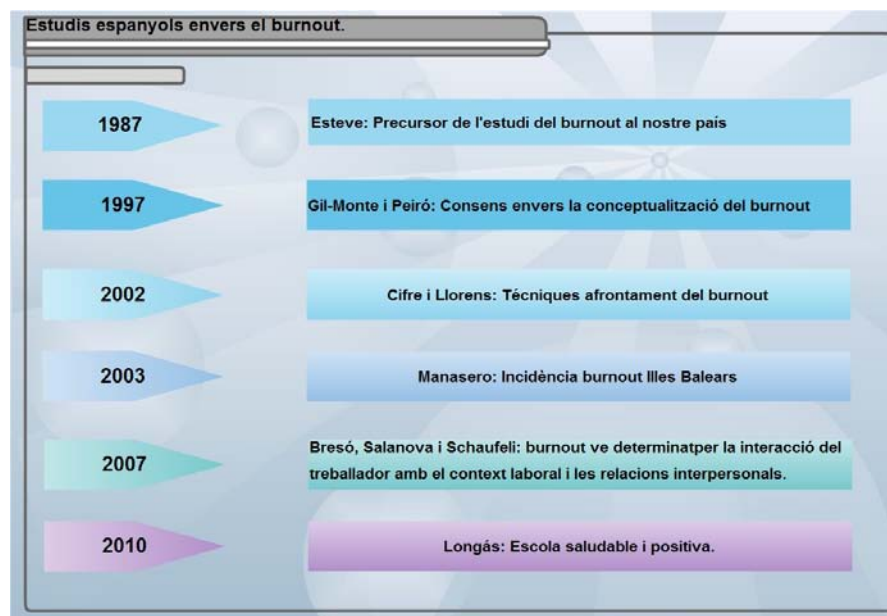 Estudis espanyols envers el burnout.
1987
Esteve: Precursor de l'estudi del burnout al nostre país
1997
Gil-Monte i Peiró: Consens envers la conceptualització del burnout
2002
Cifre i Llorens: Técniques afrontament del burnout
2003
Manasero: Incidència burnout Illes Balears
2007
Bresó, Salanova i Schaufeli: burnout ve determinatper la interacció del
treballador amb el context laboral i les relacions interpersonals.
2010
Longás: Escola saludable i positiva.